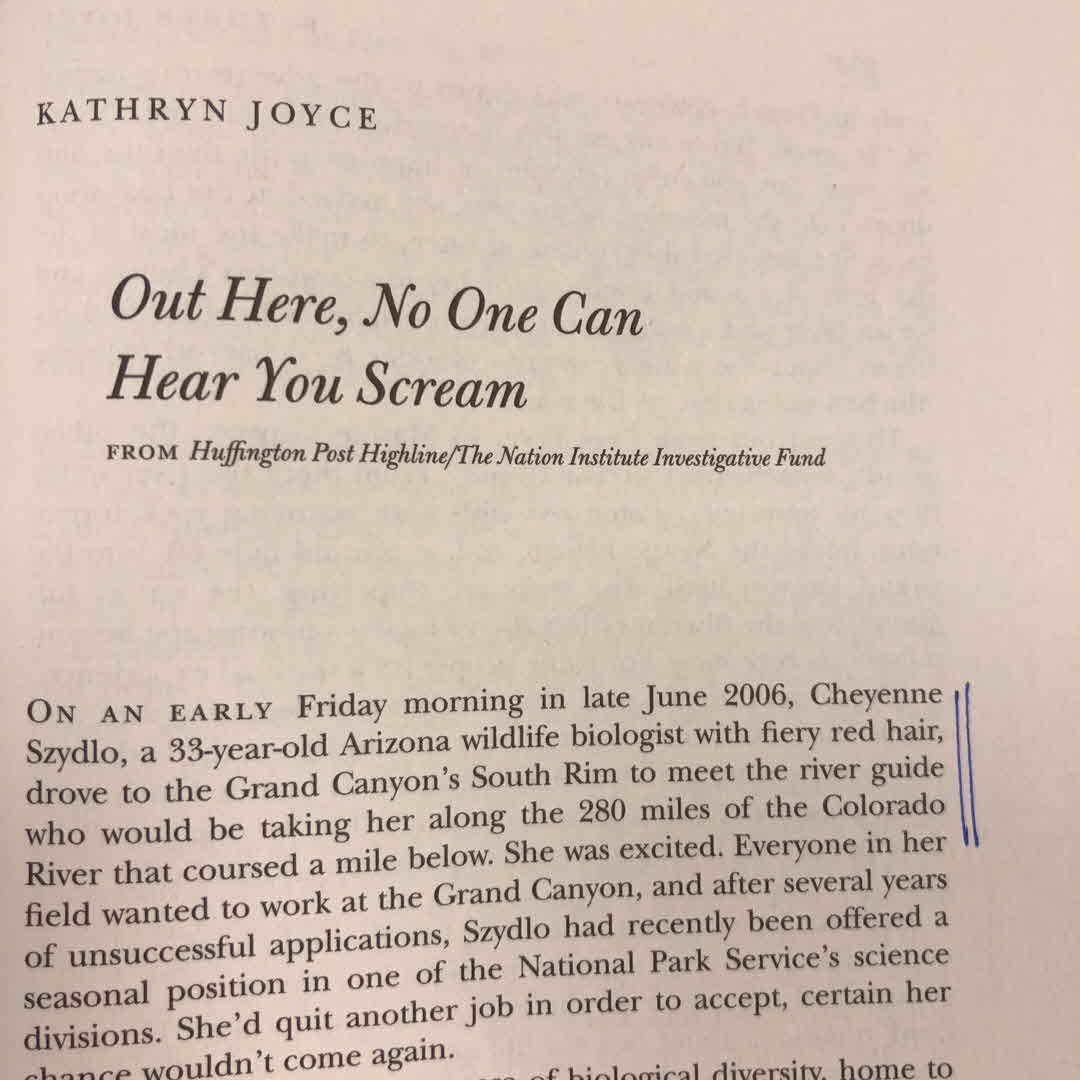 KATHRYN JOYCE
Out Here, No One Can
Hear You Scream
FROM Huffington Post Highline/The Nation Institute Investigative Fund
ON AN EARLY Friday morning in late June 2006, Cheyenne
Szydlo, a 33-year-old Arizona wildlife biologist with fiery red hair,
drove to the Grand Canyon's South Rim to meet the river guide
who would be taking her along the 280 miles of the Colorado
River that coursed a mile below. She was excited. Everyone in her
field wanted to work at the Grand Canyon, and after several years
of unsuccessful applications, Szydlo had recently been offered a
seasonal position in one of the National Park Service's science
divisions. She'd quit another job in order to accept, certain her
chance wouldn't come again.
of biological diversity, home to